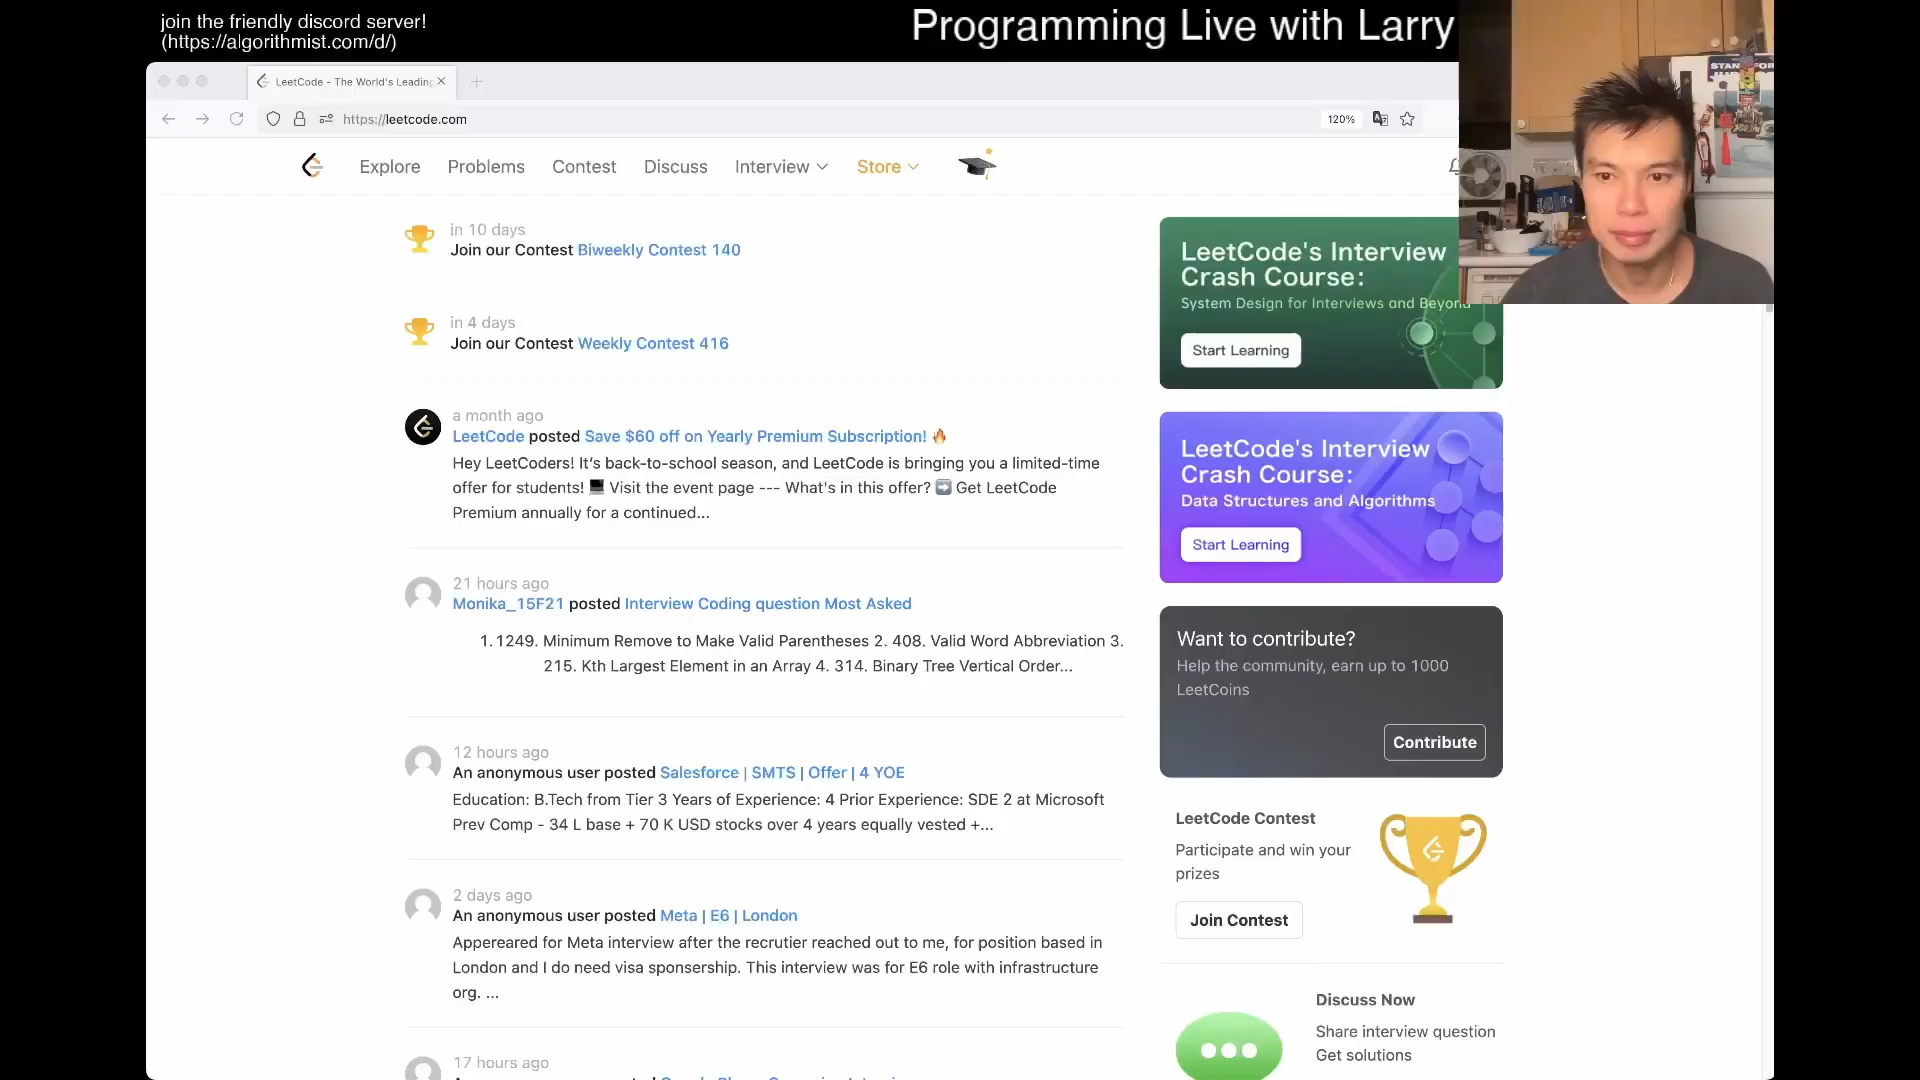 join the friendly discord server!
(https://algorithmist.com/d/)
Programming Live with Larry
LeetCode - The World's Leading
https://leetcode.com
120%
Explore
Problems
Contest
Discuss
Interview
Store
in 10 days
Join our Contest Biweekly Contest 140
in 4 days
Join our Contest Weekly Contest 416
a month ago
LeetCode posted Save $60 off on Yearly Premium Subscription! 🔥
Hey LeetCoders! It's back-to-school season, and LeetCode is bringing you a limited-time
offer for students! 💻 Visit the event page --- What's in this offer? ➡️ Get LeetCode
Premium annually for a continued...
21 hours ago
Monika_15F21 posted Interview Coding question Most Asked
1. 1249. Minimum Remove to Make Valid Parentheses 2. 408. Valid Word Abbreviation 3.
215. Kth Largest Element in an Array 4. 314. Binary Tree Vertical Order...
12 hours ago
An anonymous user posted Salesforce | SMTS | Offer | 4 YOE
Education: B.Tech from Tier 3 Years of Experience: 4 Prior Experience: SDE 2 at Microsoft
Prev Comp - 34 L base + 70 K USD stocks over 4 years equally vested +...
2 days ago
An anonymous user posted Meta | E6 | London
Appereared for Meta interview after the recrutier reached out to me, for position based in
London and I do need visa sponsership. This interview was for E6 role with infrastructure
org. ...
17 hours ago
LeetCode's Interview
Crash Course:
System Design for Interviews and Beyond
Start Learning
LeetCode's Interview
Crash Course:
Data Structures and Algorithms
Start Learning
Want to contribute?
Help the community, earn up to 1000
LeetCoins
Contribute
LeetCode Contest
Participate and win your
prizes
Join Contest
Discuss Now
Share interview question
Get solutions